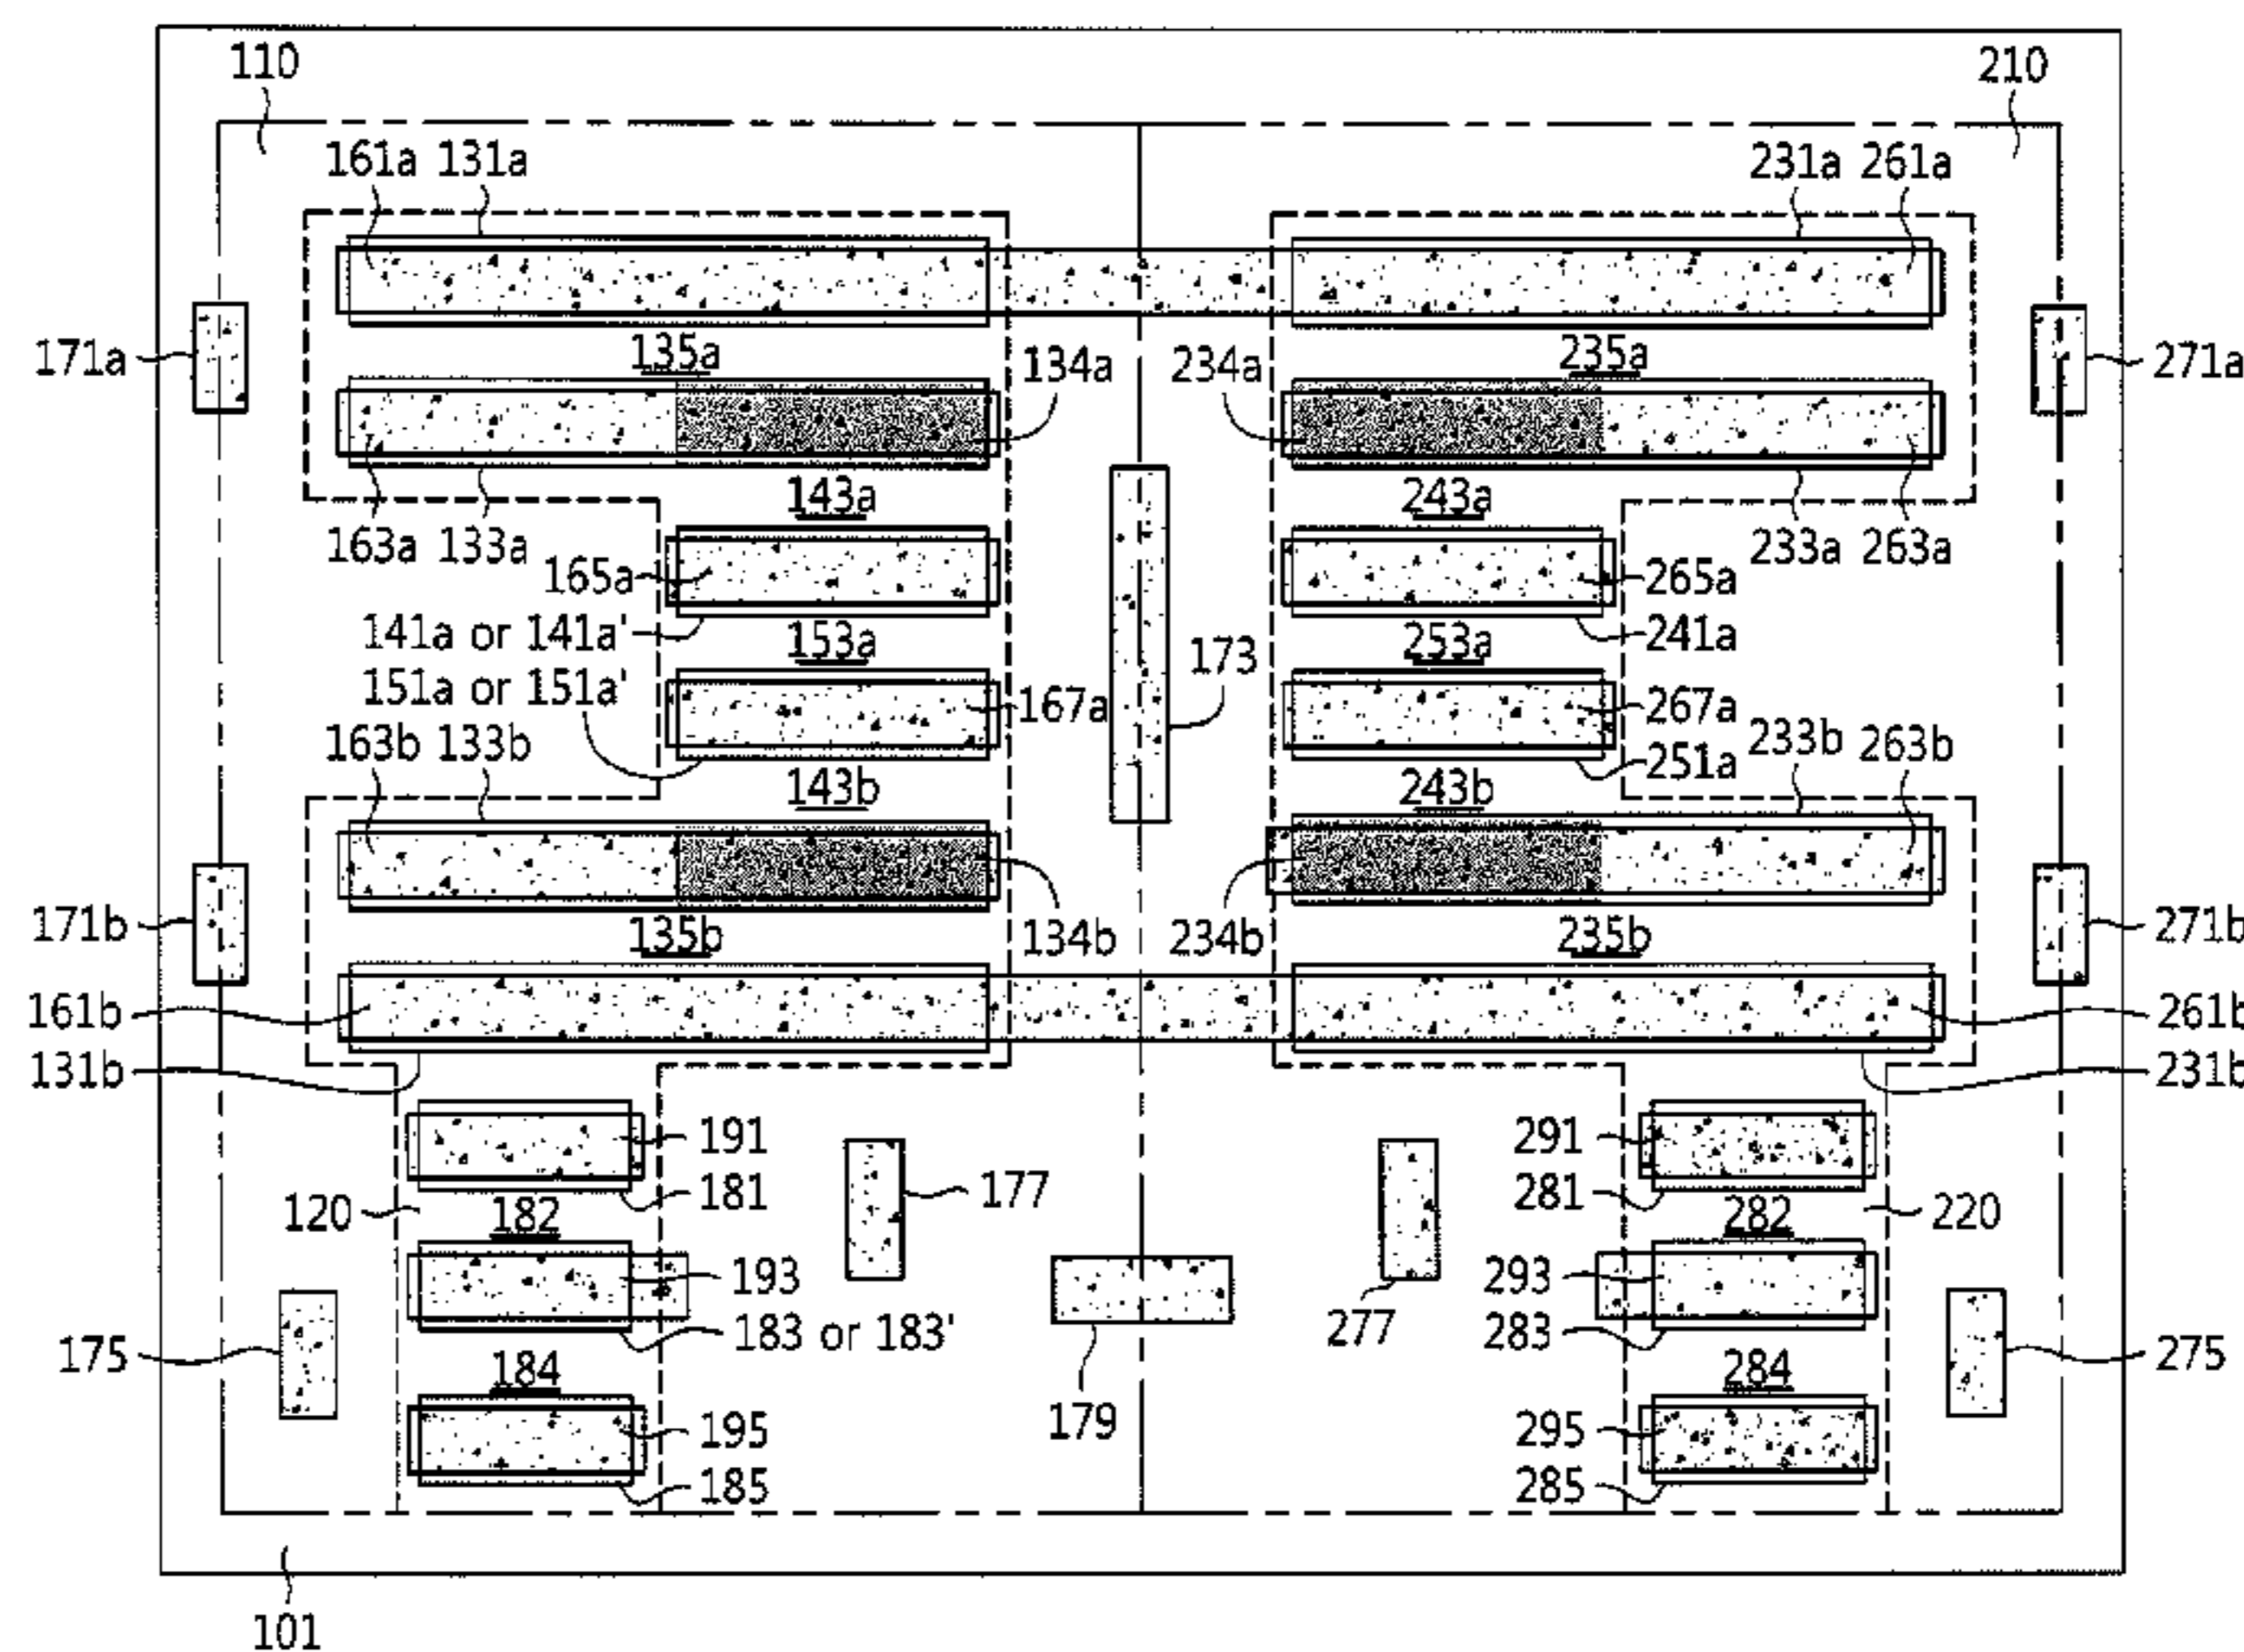 110 210
161a 131a 231a 261a
135a 235a
171a 134a 234a 271a
143a 243a
163a 133a 233a 263a
165a 265a
141a or 141a' 153a 253a 241a
151a or 151a' 173
167a 267a
163b 133b 233b 263b
251a
143b 243b
171b 135b 134b 234b 235b 271b
161b 261b
131b 231b
191 291
177
181 281
120 182 282 220
193 293
183 or 183' 277 283
175 184 284 275
179
195 295
185 285
101